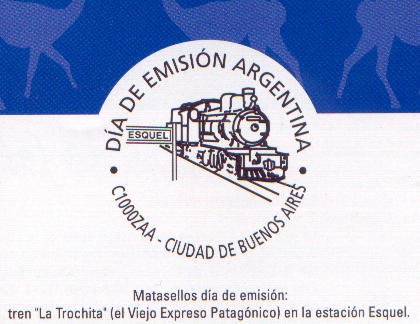 DÍA DE EMISIÓN ARGENTINA
ESQUEL
C1000ZAA - CIUDAD DE BUENOS AIRES
Matasellos día de emisión:
tren "La Trochita" (el Viejo Expreso Patagónico) en la estación Esquel.